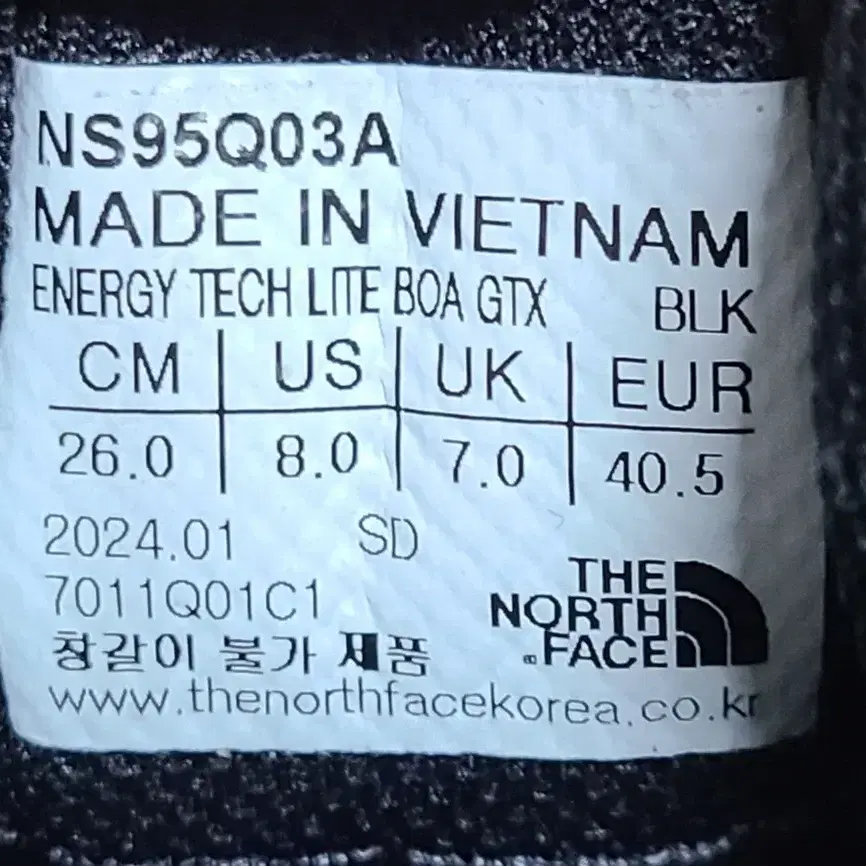 NS95Q03A
MADE IN VIETNAM
ENERGY TECH LITE BOA GTX BLK
CM US UK EUR
26.0 8.0 7.0 40.5
2024.01 SD
7011Q01C1
창갈이 불가 제품
THE
NORTH
FACE
www.thenorthfacekorea.co.kr